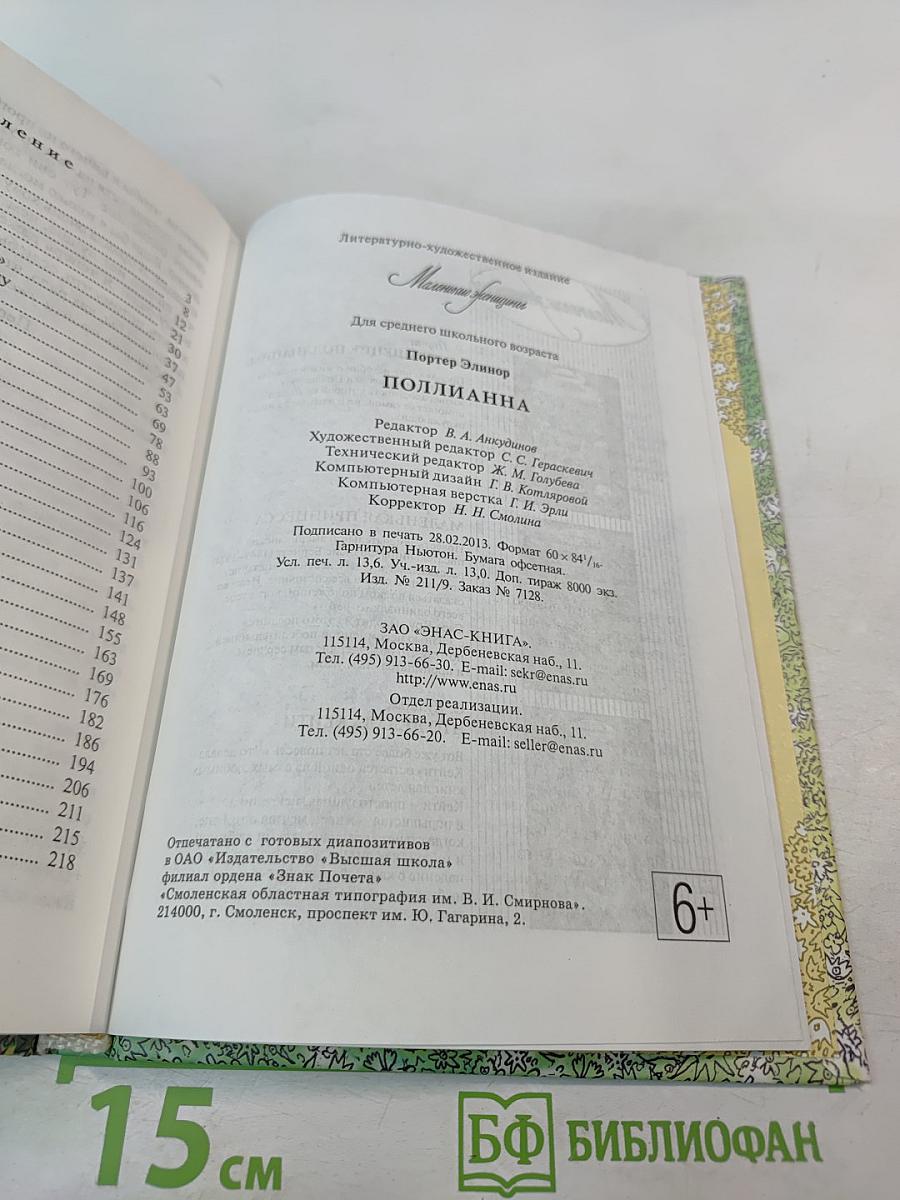 ление
3
8
12
21
30
37
47
53
63
69
78
88
93
100
106
116
124
131
137
141
148
155
163
169
176
182
186
194
206
211
215
218
Литературно-художественное издание
Маленькие женщины
Для среднего школьного возраста
Портер Элинор
ПОЛЛИАННА
Редактор В. А. Анкудинов
Художественный редактор С. С. Гераскевич
Технический редактор Ж. М. Голубева
Компьютерный дизайн Г. В. Котляровой
Компьютерная верстка Г. И. Эрли
Корректор Н. Н. Смолина
Подписано в печать 28.02.2013. Формат 60 × 84¹/₁₆.
Гарнитура Ньютон. Бумага офсетная.
Усл. печ. л. 13,6. Уч.-изд. л. 13,0. Доп. тираж 8000 экз.
Изд. № 211/9. Заказ № 7128.
ЗАО «ЭНАС-КНИГА».
115114, Москва, Дербеневская наб., 11.
Тел. (495) 913-66-30. E-mail: sekr@enas.ru
http://www.enas.ru
Отдел реализации.
115114, Москва, Дербеневская наб., 11.
Тел. (495) 913-66-20. E-mail: seller@enas.ru
Отпечатано с готовых диапозитивов
в ОАО «Издательство «Высшая школа»
филиал ордена «Знак Почета»
«Смоленская областная типография им. В. И. Смирнова».
214000, г. Смоленск, проспект им. Ю. Гагарина, 2.
6+
15 см
БФ БИБЛИОФАН